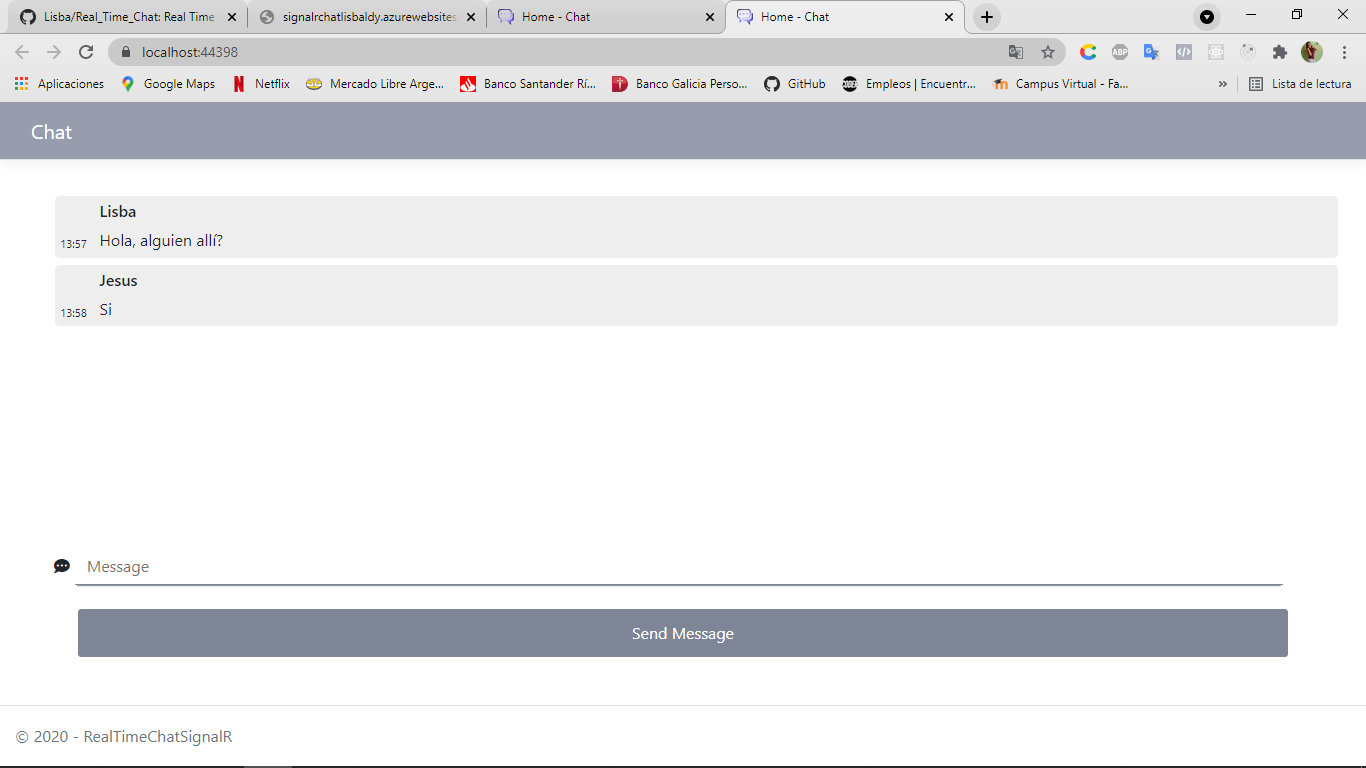 Lisba/Real_Time_Chat: Real Time
signalrchatlisbaldy.azurewebsites.
Home - Chat
Home - Chat
localhost:44398
ABP
Aplicaciones
Google Maps
Netflix
Mercado Libre Arge...
Banco Santander Rí...
Banco Galicia Perso...
GitHub
Empleos | Encuentr...
Campus Virtual - Fa...
»
Lista de lectura
Chat
Lisba
13:57 Hola, alguien allí?
Jesus
13:58 Si
Message
Send Message
© 2020 - RealTimeChatSignalR